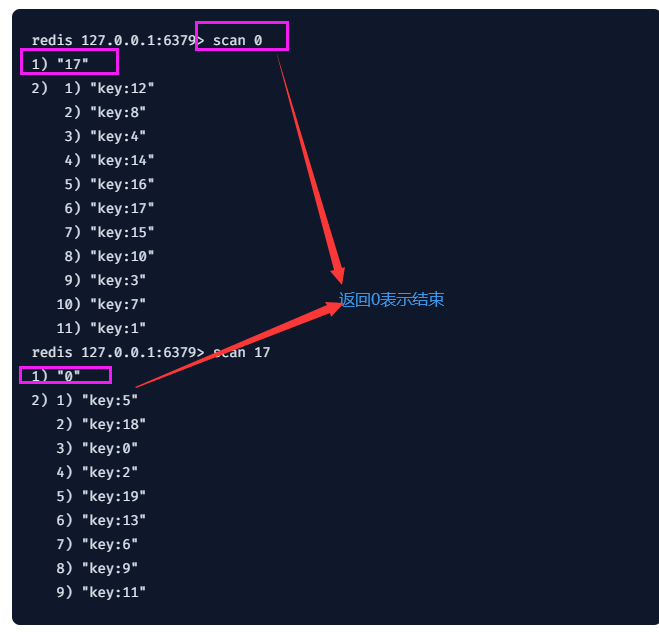 redis 127.0.0.1:6379> scan 0
1) "17"
2) 1) "key:12"
2) "key:8"
3) "key:4"
4) "key:14"
5) "key:16"
6) "key:17"
7) "key:15"
8) "key:10"
9) "key:3"
返回0表示结束
10) "key:7"
11) "key:1"
redis 127.0.0.1:6379> scan 17
1) "0"
2) 1) "key:5"
2) "key:18"
3) "key:0"
4) "key:2"
5) "key:19"
6) "key:13"
7) "key:6"
8) "key:9"
9) "key:11"